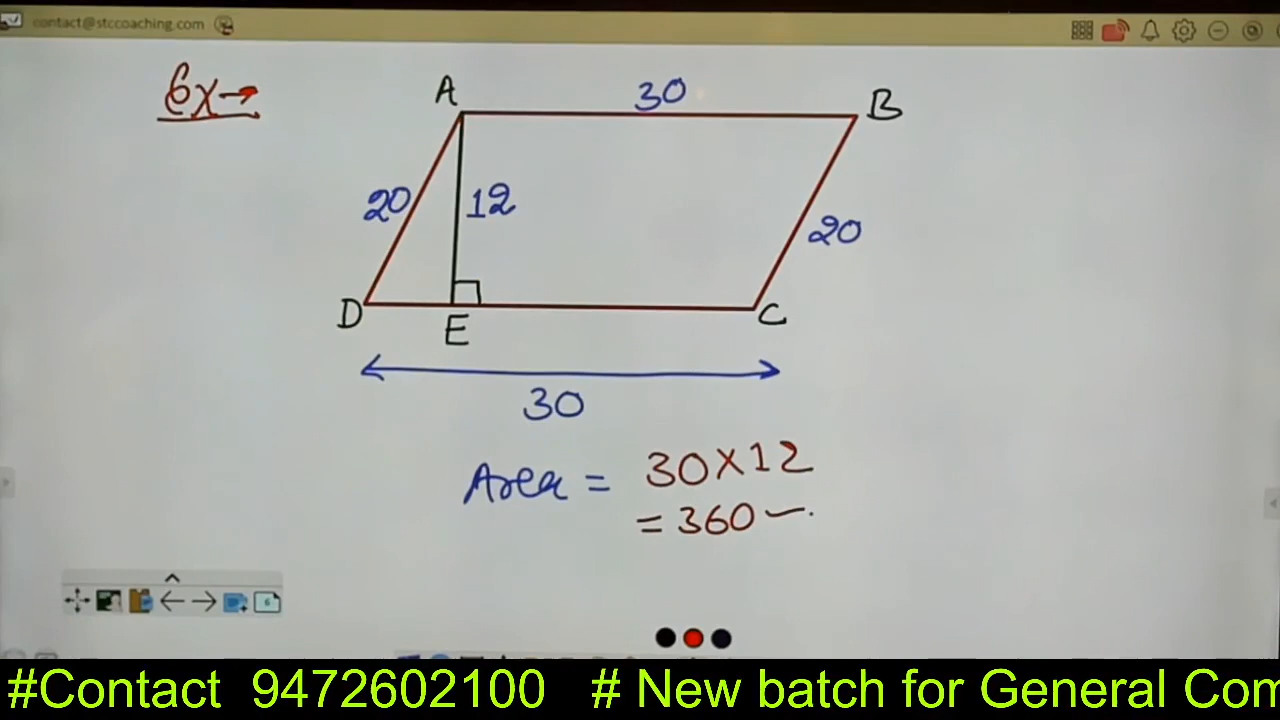 contact@stccoaching.com
Ex→
A 30 B
20 12 20
D E C
30
Area = 30×12
= 360
#Contact 9472602100 # New batch for General Com